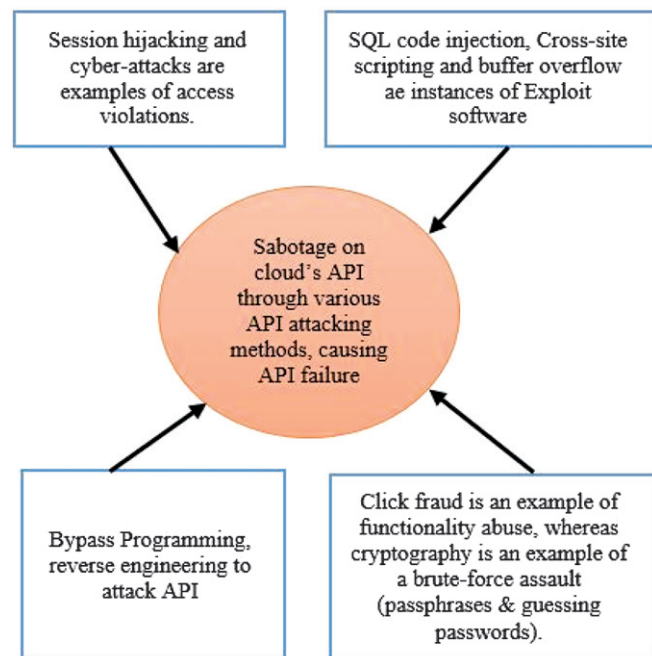 Session hijacking and
cyber-attacks are
examples of access
violations.
SQL code injection, Cross-site
scripting and buffer overflow
ae instances of Exploit
software
Sabotage on
cloud’s API
through various
API attacking
methods, causing
API failure
Bypass Programming,
reverse engineering to
attack API
Click fraud is an example of
functionality abuse, whereas
cryptography is an example of
a brute-force assault
(passphrases & guessing
passwords).